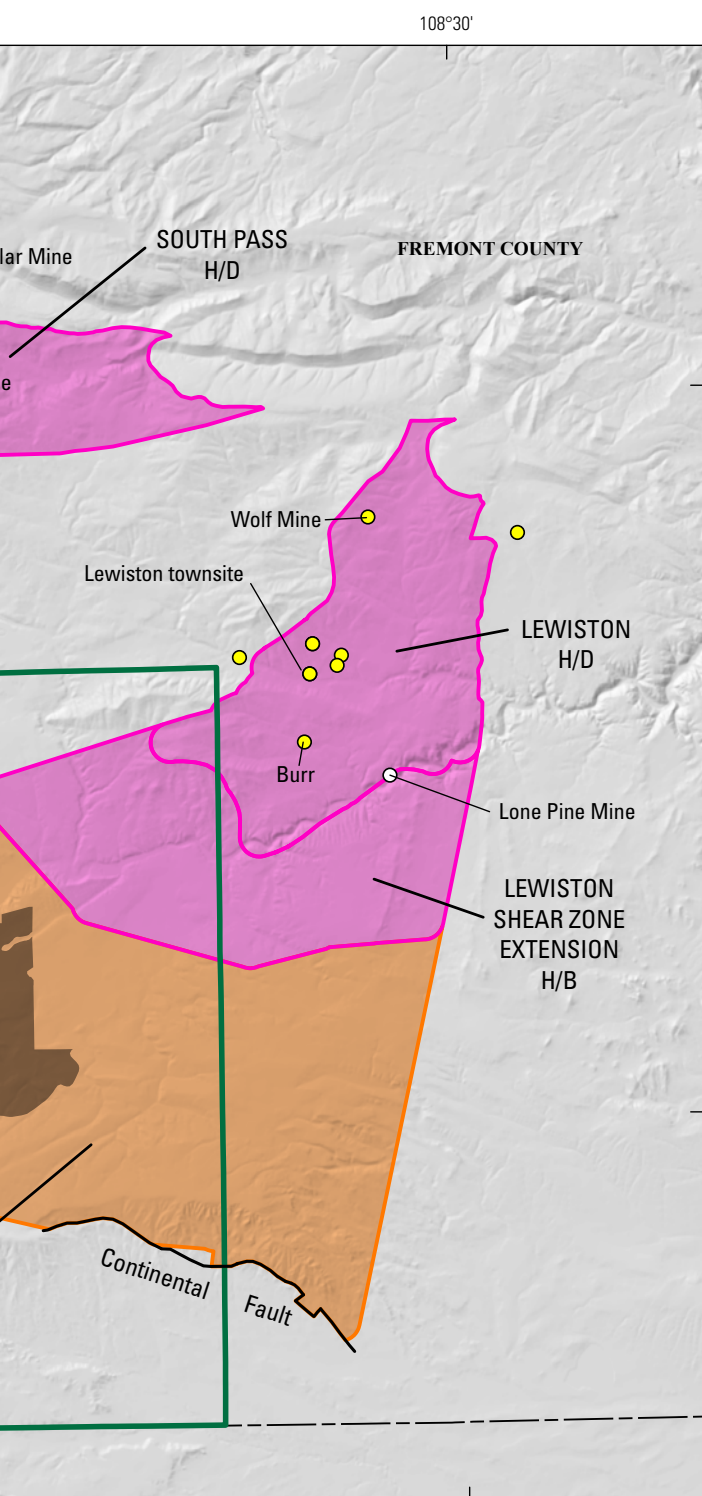 108°30'
SOUTH PASS
H/D
FREMONT COUNTY
lar Mine
e
Wolf Mine
Lewiston townsite
LEWISTON
H/D
Burr
Lone Pine Mine
LEWISTON
SHEAR ZONE
EXTENSION
H/B
Continental Fault